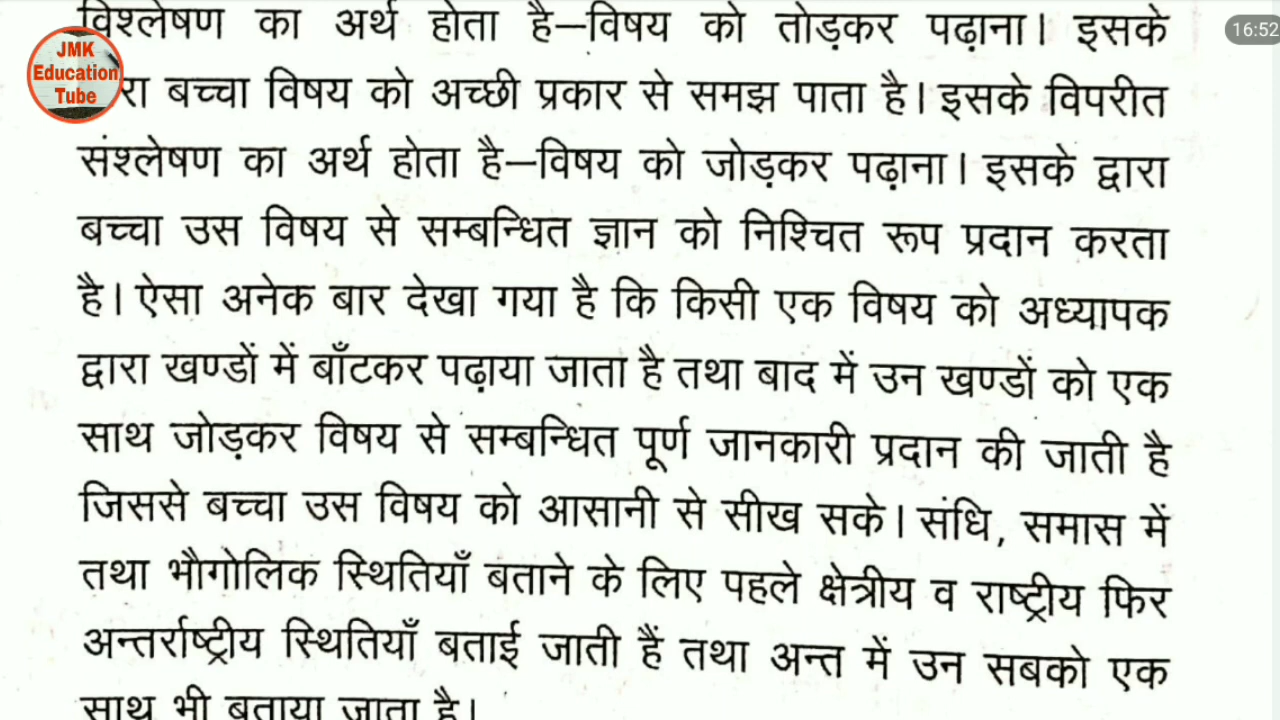 विश्लेषण का अर्थ होता है–विषय को तोड़कर पढ़ाना। इसके
16:52
JMK
Education
Tube
रा बच्चा विषय को अच्छी प्रकार से समझ पाता है। इसके विपरीत
संश्लेषण का अर्थ होता है–विषय को जोड़कर पढ़ाना। इसके द्वारा
बच्चा उस विषय से सम्बन्धित ज्ञान को निश्चित रूप प्रदान करता
है। ऐसा अनेक बार देखा गया है कि किसी एक विषय को अध्यापक
द्वारा खण्डों में बाँटकर पढ़ाया जाता है तथा बाद में उन खण्डों को एक
साथ जोड़कर विषय से सम्बन्धित पूर्ण जानकारी प्रदान की जाती है
जिससे बच्चा उस विषय को आसानी से सीख सके। संधि, समास में
तथा भौगोलिक स्थितियाँ बताने के लिए पहले क्षेत्रीय व राष्ट्रीय फिर
अन्तर्राष्ट्रीय स्थितियाँ बताई जाती हैं तथा अन्त में उन सबको एक
साथ भी बताया जाता है।